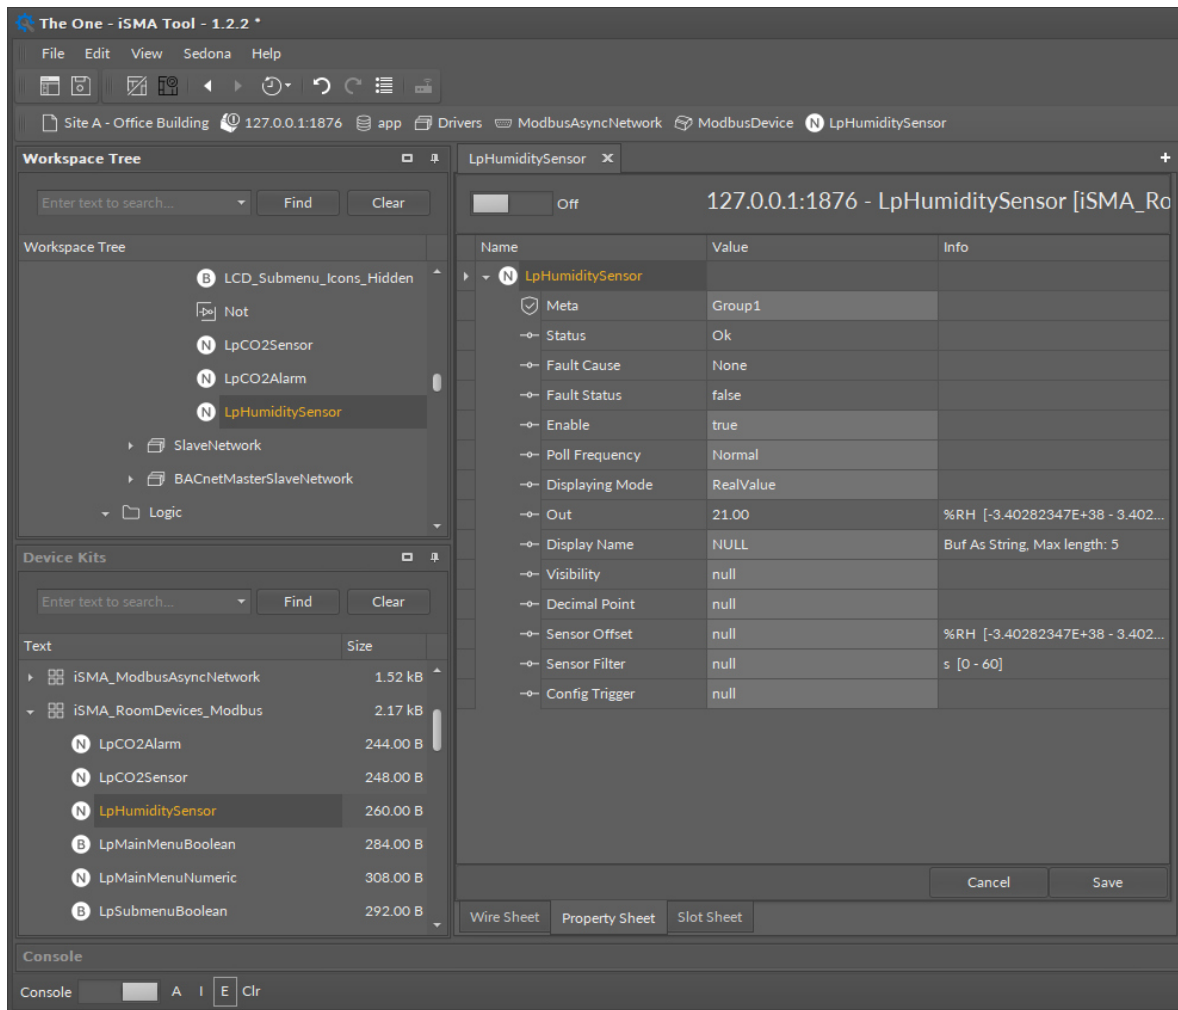 The One - iSMA Tool - 1.2.2 *
File Edit View Sedona Help
Site A - Office Building 127.0.0.1:1876 app Drivers ModbusAsyncNetwork ModbusDevice N LpHumiditySensor
Workspace Tree
Enter text to search... Find Clear
Workspace Tree
B LCD_Submenu_Icons_Hidden
Not
N LpCO2Sensor
N LpCO2Alarm
N LpHumiditySensor
SlaveNetwork
BACnetMasterSlaveNetwork
Logic
Device Kits
Enter text to search... Find Clear
Text Size
iSMA_ModbusAsyncNetwork 1.52 kB
iSMA_RoomDevices_Modbus 2.17 kB
N LpCO2Alarm 244.00 B
N LpCO2Sensor 248.00 B
N LpHumiditySensor 260.00 B
B LpMainMenuBoolean 284.00 B
N LpMainMenuNumeric 308.00 B
B LpSubmenuBoolean 292.00 B
LpHumiditySensor X
Off 127.0.0.1:1876 - LpHumiditySensor [iSMA_Ro
Name Value Info
N LpHumiditySensor
Meta Group1
Status Ok
Fault Cause None
Fault Status false
Enable true
Poll Frequency Normal
Displaying Mode RealValue
Out 21.00 %RH [-3.40282347E+38 - 3.402...
Display Name NULL Buf As String, Max length: 5
Visibility null
Decimal Point null
Sensor Offset null %RH [-3.40282347E+38 - 3.402...
Sensor Filter null s [0 - 60]
Config Trigger null
Cancel Save
Wire Sheet Property Sheet Slot Sheet
Console
Console A I E Clr